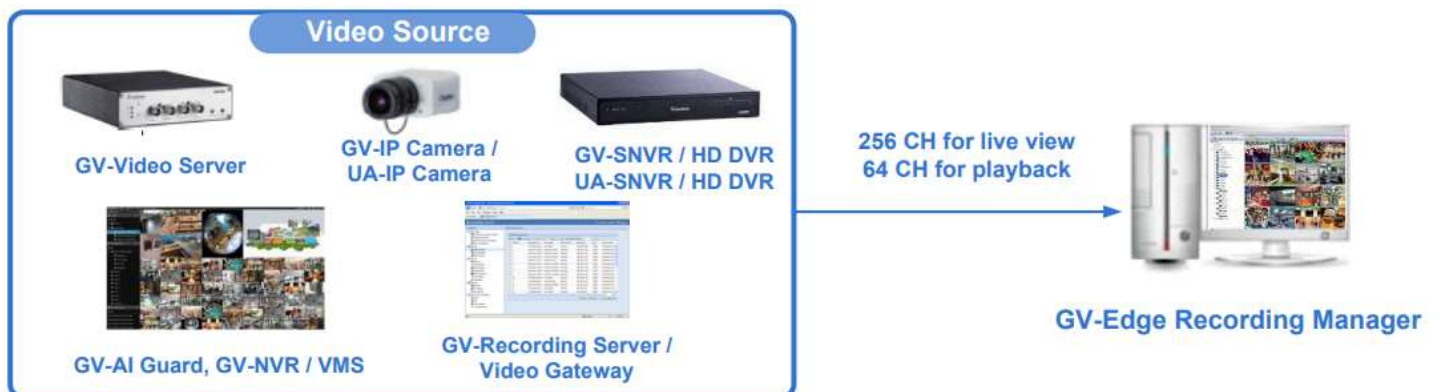 Video Source
GV-Video Server
GV-IP Camera /
UA-IP Camera
GV-SNVR / HD DVR
UA-SNVR / HD DVR
GV-AI Guard, GV-NVR / VMS
GV-Recording Server /
Video Gateway
256 CH for live view
64 CH for playback
GV-Edge Recording Manager